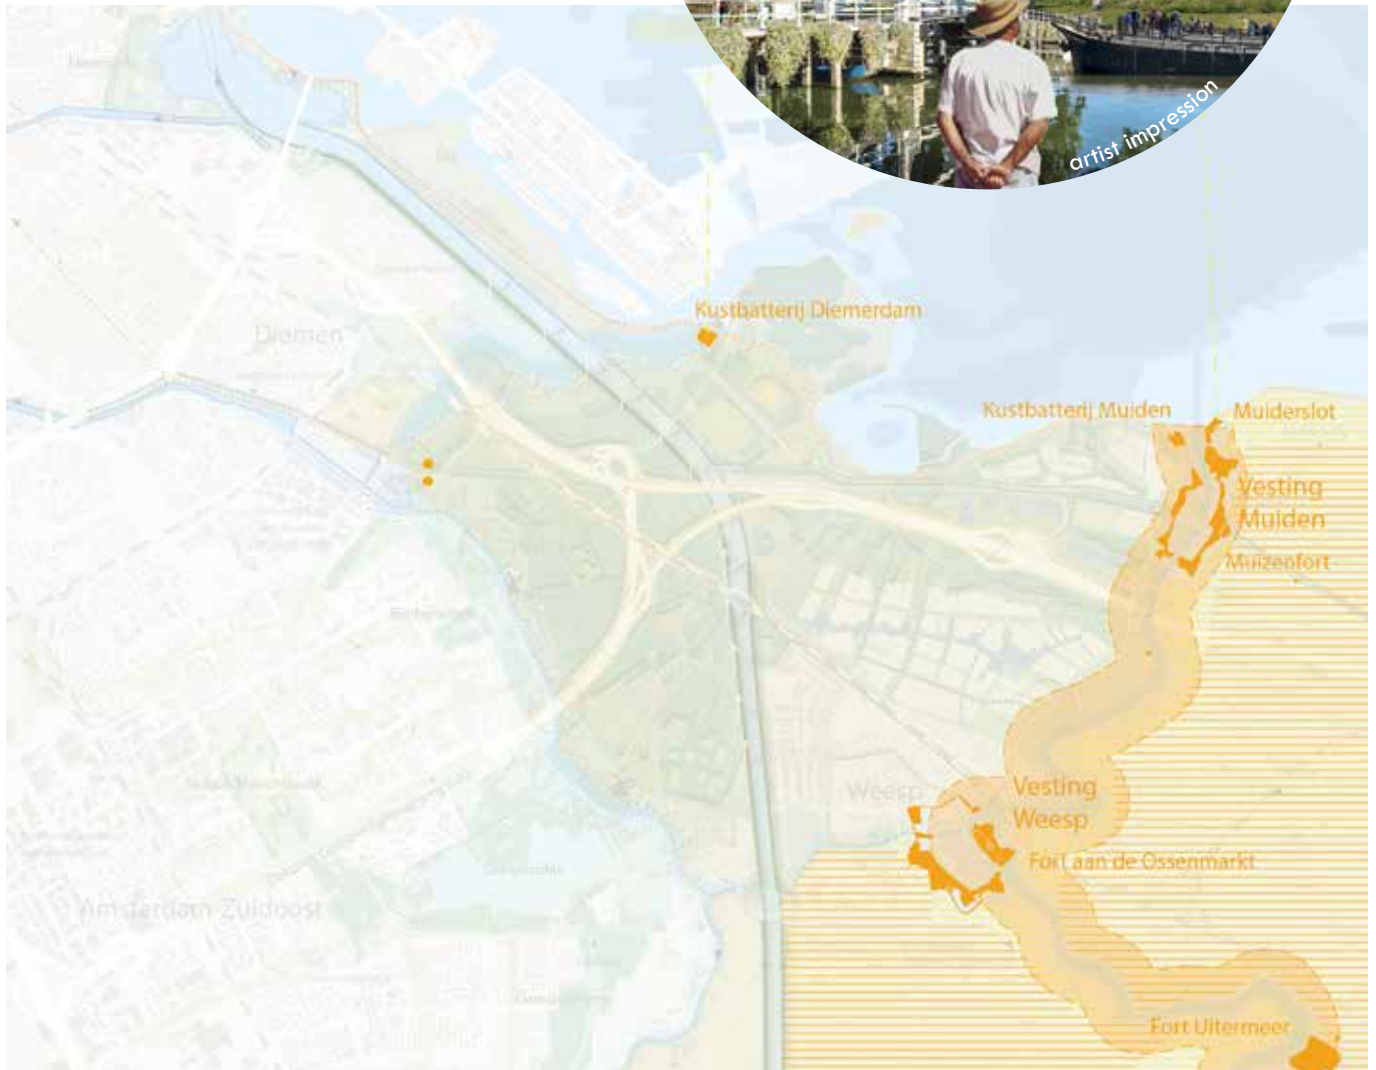 artist impression
Kustbatterij Diemerdam
Diemen
Kustbatterij Muiden
Muiderslot
Vesting
Muiden
Muizenfort
Weesp
Vesting
Weesp
Fort aan de Ossenmarkt
Amsterdam-Zuidoost
Fort Uitermeer